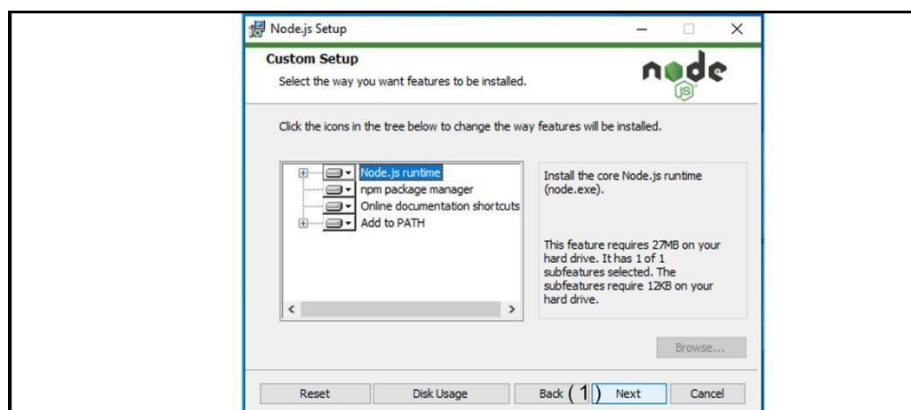 Node.js Setup
Custom Setup
Select the way you want features to be installed.
node
JS
Click the icons in the tree below to change the way features will be installed.
Node.js runtime
npm package manager
Online documentation shortcuts
Add to PATH
Install the core Node.js runtime
(node.exe).
This feature requires 27MB on your
hard drive. It has 1 of 1
subfeatures selected. The
subfeatures require 12KB on your
hard drive.
Browse...
Reset Disk Usage Back (1) Next Cancel